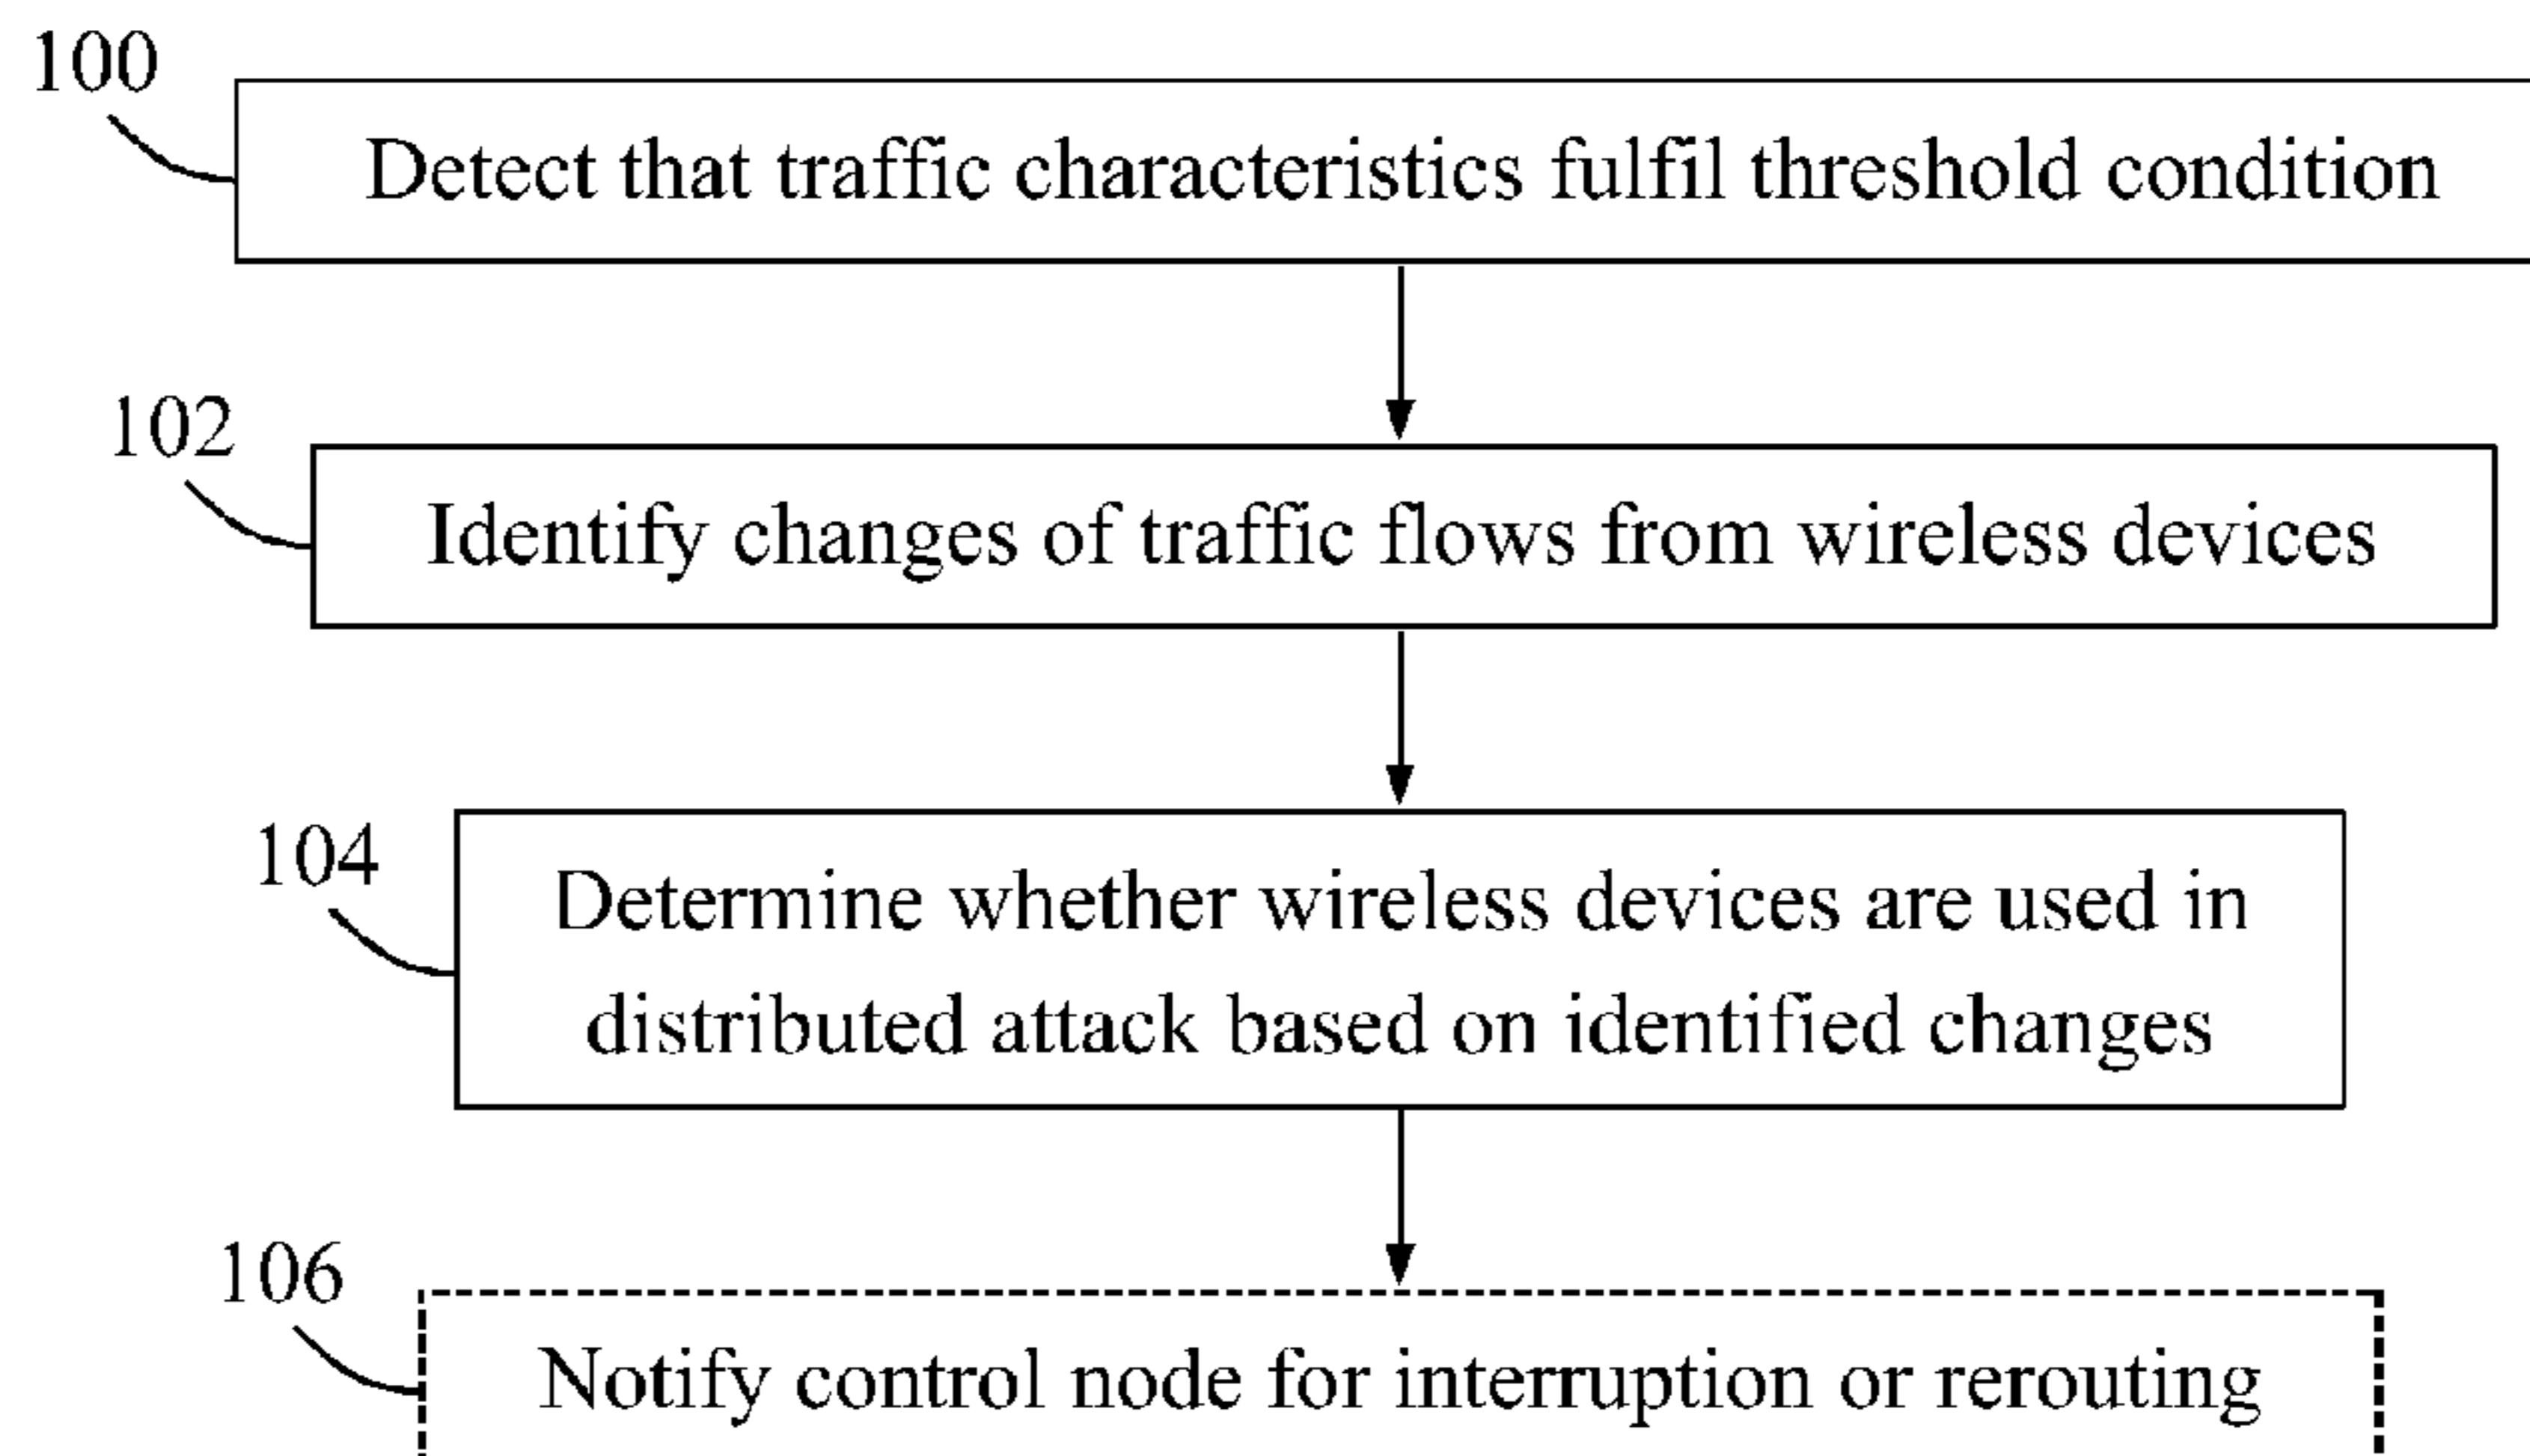 100
Detect that traffic characteristics fulfil threshold condition
102
Identify changes of traffic flows from wireless devices
104
Determine whether wireless devices are used in
distributed attack based on identified changes
106
Notify control node for interruption or rerouting